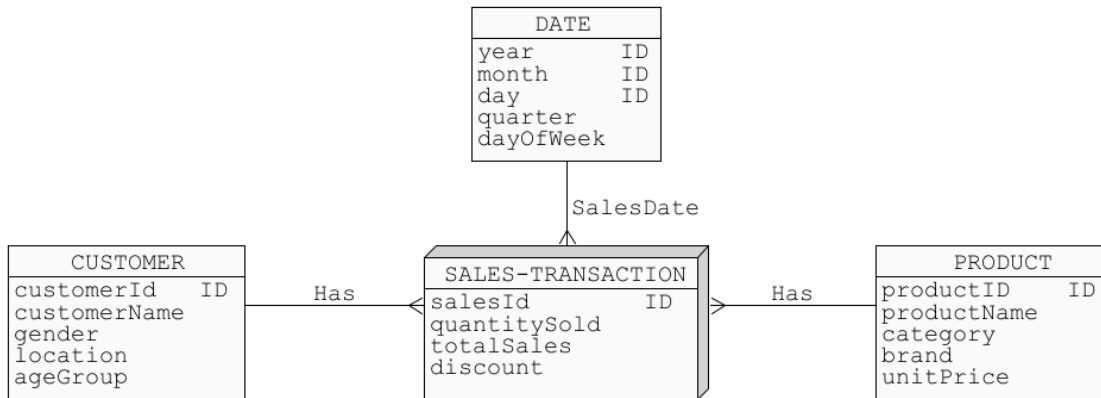 DATE
year ID
month ID
day ID
quarter
dayOfWeek
SalesDate
CUSTOMER
customerId ID
customerName
gender
location
ageGroup
Has
SALES-TRANSACTION
salesId ID
quantitySold
totalSales
discount
Has
PRODUCT
productID ID
productName
category
brand
unitPrice